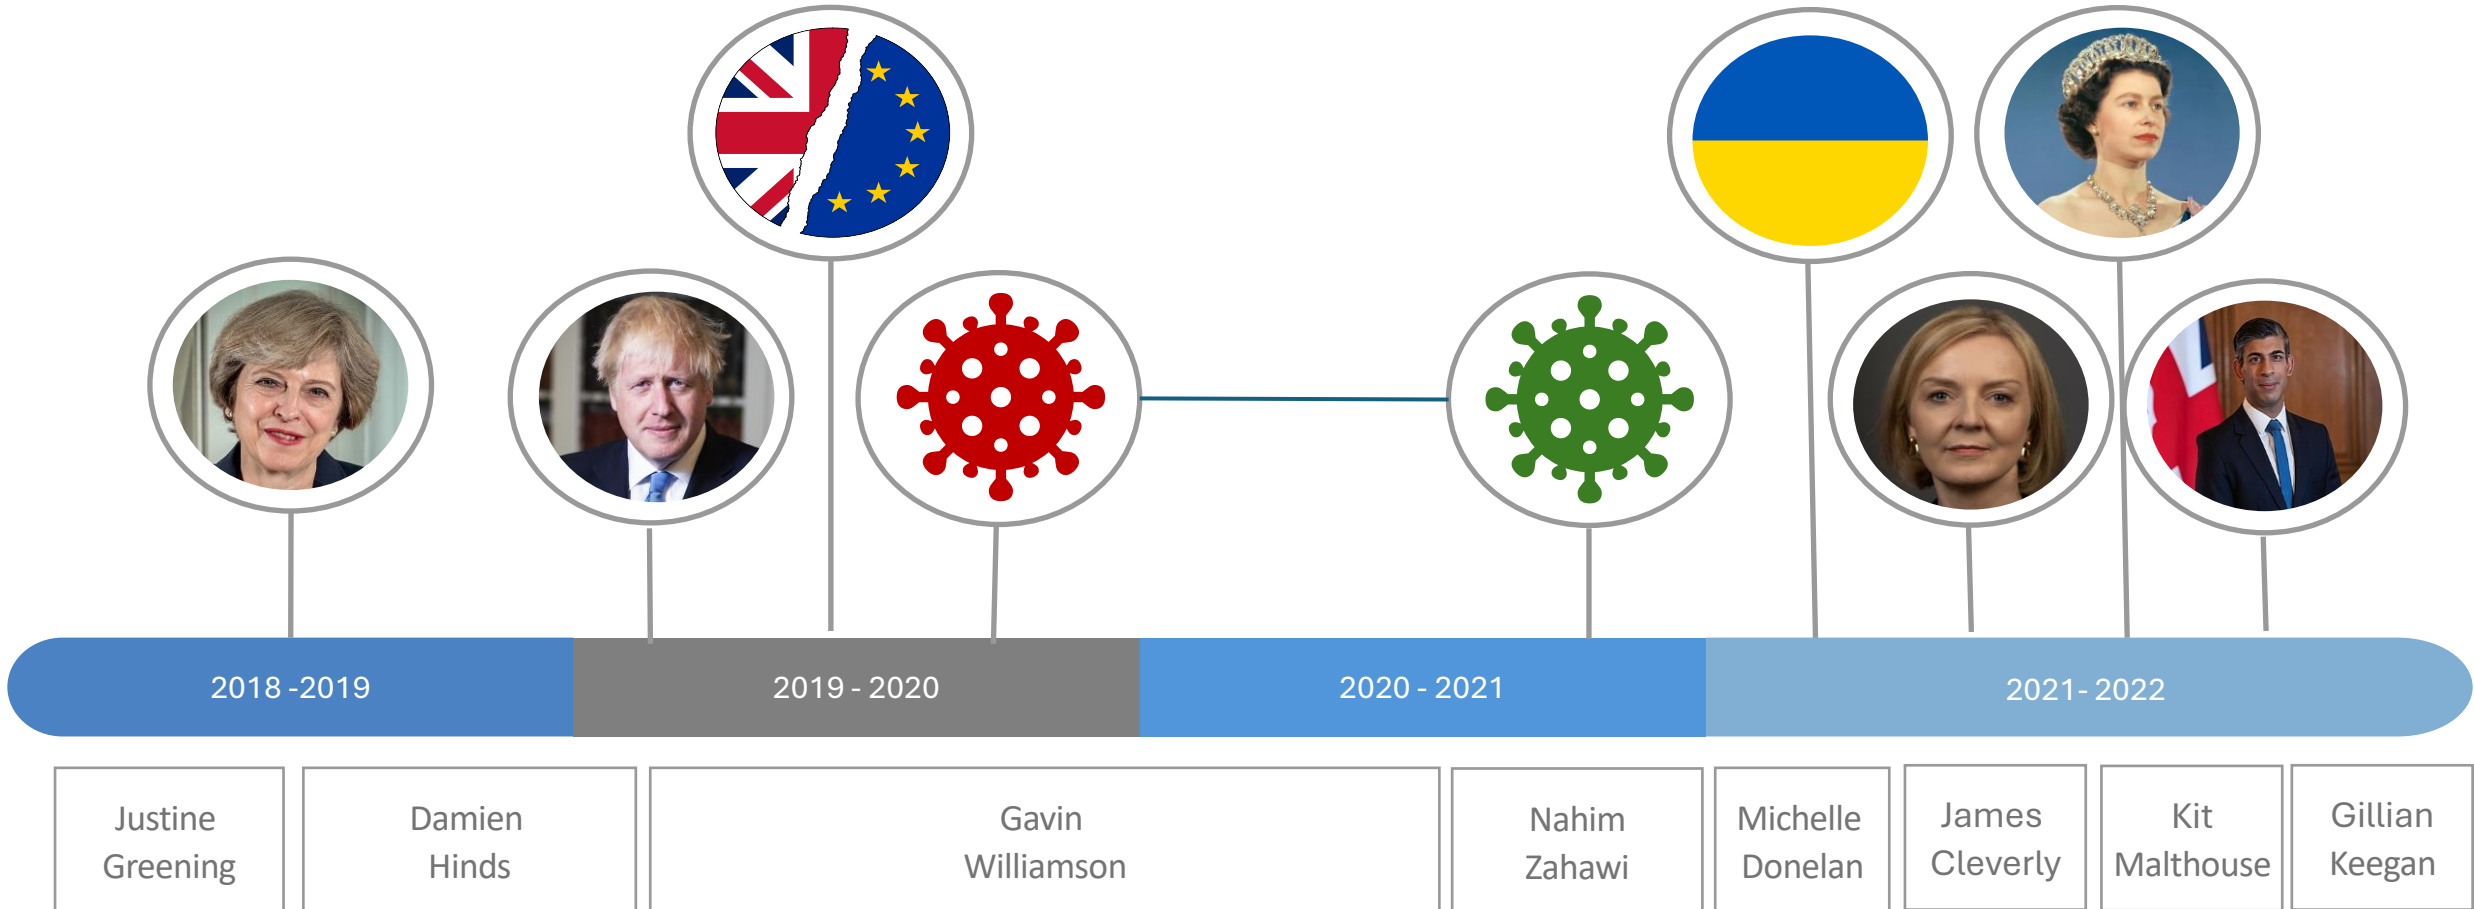 2018 -2019
2019 - 2020
2020 - 2021
2021- 2022
Justine
Greening
Damien
Hinds
Gavin
Williamson
Nahim
Zahawi
Michelle
Donelan
James
Cleverly
Kit
Malthouse
Gillian
Keegan